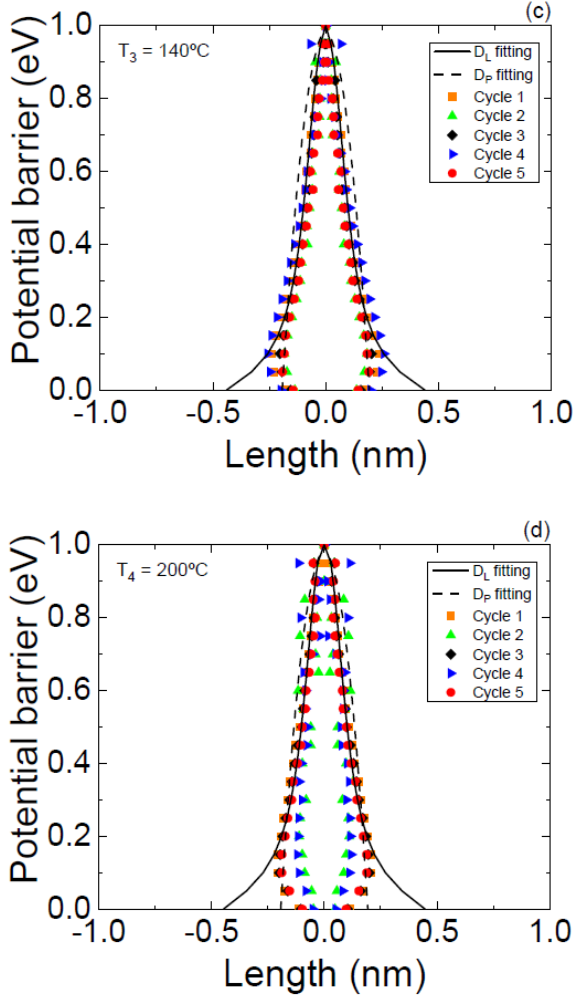 (c)
T3 = 140ºC
DL fitting
DP fitting
Cycle 1
Cycle 2
Cycle 3
Cycle 4
Cycle 5
Potential barrier (eV)
1.0
0.8
0.6
0.4
0.2
0.0
-1.0 -0.5 0.0 0.5 1.0
Length (nm)
(d)
T4 = 200ºC
DL fitting
DP fitting
Cycle 1
Cycle 2
Cycle 3
Cycle 4
Cycle 5
Potential barrier (eV)
1.0
0.8
0.6
0.4
0.2
0.0
-1.0 -0.5 0.0 0.5 1.0
Length (nm)